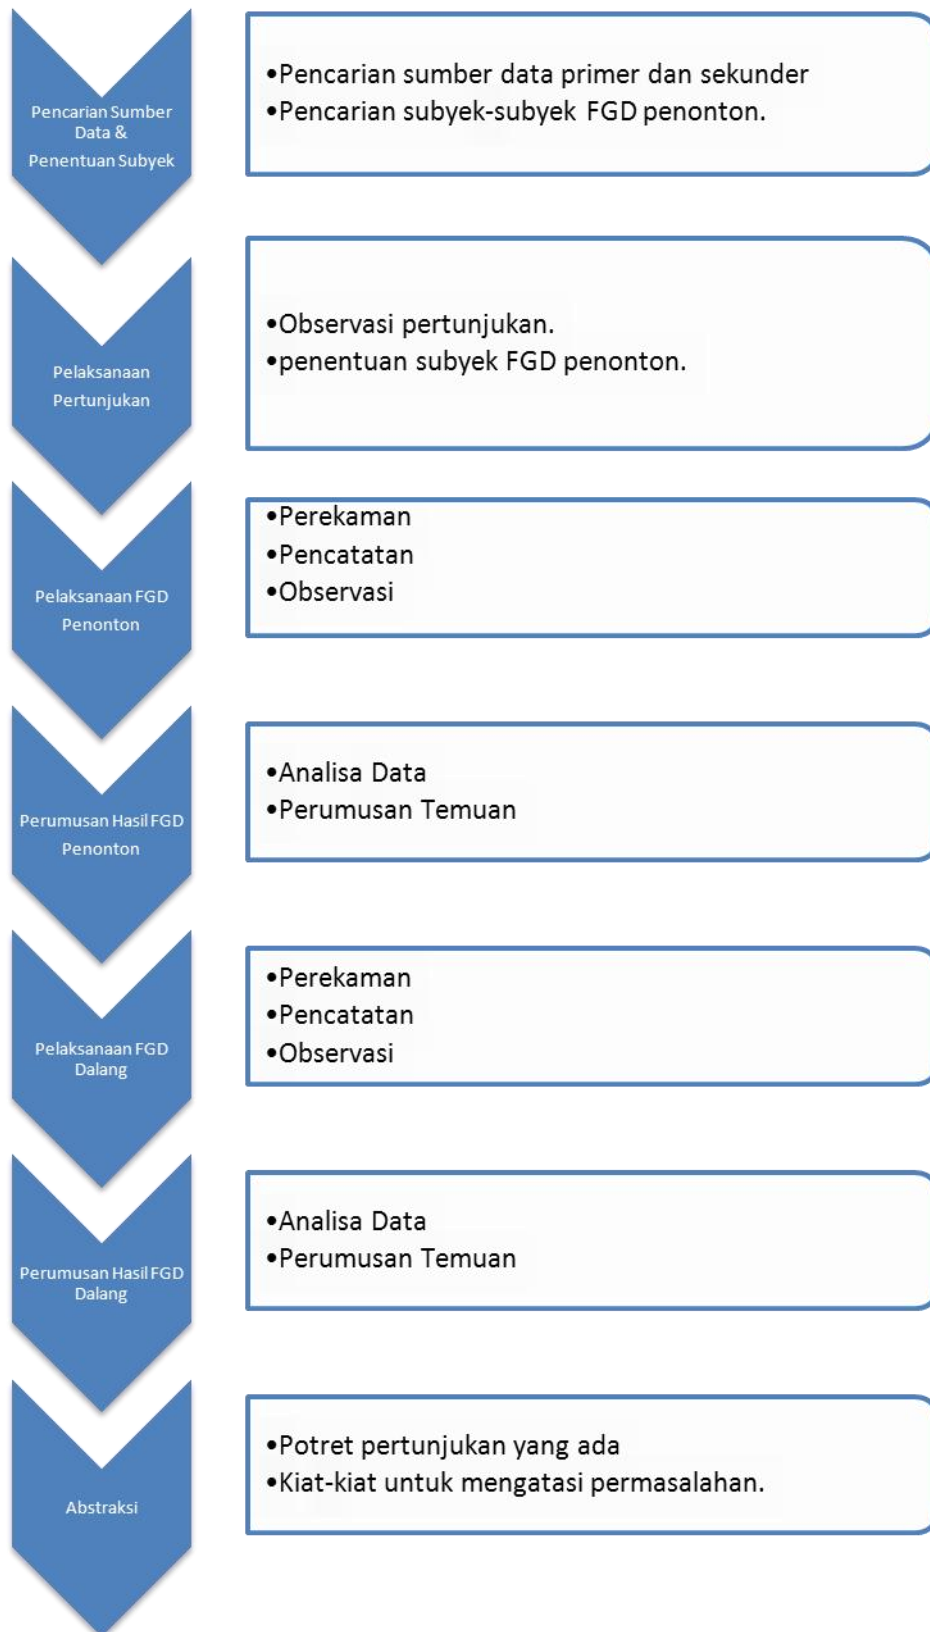 Pencarian Sumber
Data &
Penentuan Subyek
•Pencarian sumber data primer dan sekunder
•Pencarian subyek-subyek FGD penonton.
Pelaksanaan
Pertunjukan
•Observasi pertunjukan.
•penentuan subyek FGD penonton.
Pelaksanaan FGD
Penonton
•Perekaman
•Pencatatan
•Observasi
Perumusan Hasil FGD
Penonton
•Analisa Data
•Perumusan Temuan
Pelaksanaan FGD
Dalang
•Perekaman
•Pencatatan
•Observasi
Perumusan Hasil FGD
Dalang
•Analisa Data
•Perumusan Temuan
Abstraksi
•Potret pertunjukan yang ada
•Kiat-kiat untuk mengatasi permasalahan.